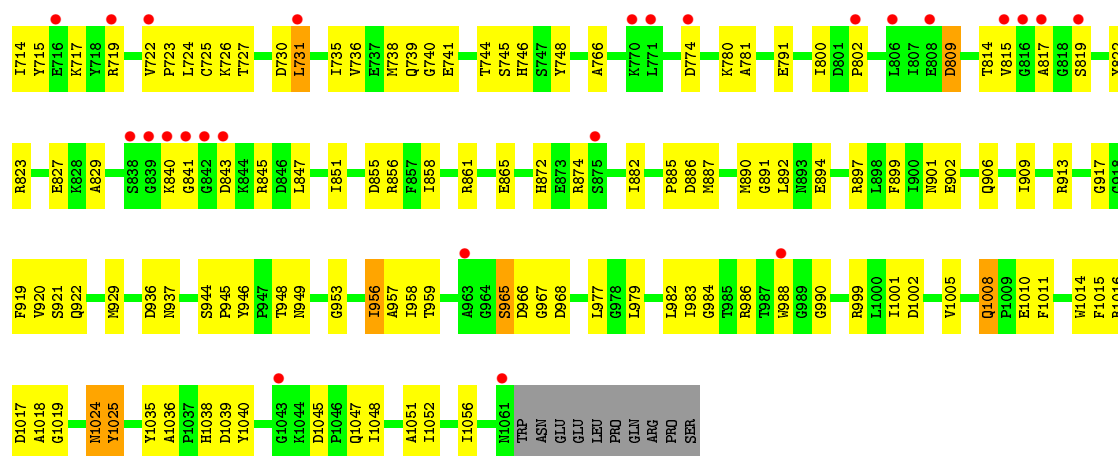 I714 Y715 E716 K717 Y718 R719 V722 P723 L724 C725 K726 T727 D730 L731 I735 V736 E737 M738 Q739 G740 E741 T744 S745 H746 S747 Y748 A766 K770 L771 D774 K780 A781 E791 I800 D801 P802 L806 I807 E808 D809 T814 V815 G816 A817 G818 S819 Y822
R823 E827 K828 A829 S838 G839 K840 G841 G842 D843 K844 R845 D846 L847 I851 D855 R856 F857 I858 R861 E865 H872 E873 R874 S875 I882 P885 D886 M887 M890 G891 L892 N893 E894 R897 L898 F899 I900 N901 E902 Q906 I909 R913 G917 G918
F919 V920 S921 Q922 M929 D936 N937 S944 P945 Y946 P947 T948 N949 G953 I956 A957 I958 T959 A963 G964 S965 D966 G967 D968 L977 G978 L979 L982 I983 G984 T985 R986 T987 W988 G989 G990 R999 L1000 I1001 D1002 V1005 Q1008 P1009 E1010 F1011 W1014 F1015 R1016
D1017 A1018 G1019 N1024 Y1025 Y1035 A1036 P1037 H1038 D1039 Y1040 G1043 K1044 D1045 P1046 Q1047 I1048 A1051 I1052 I1056 N1061 TRP ASN GLU GLU LEU PRO GLN ARG PRO SER